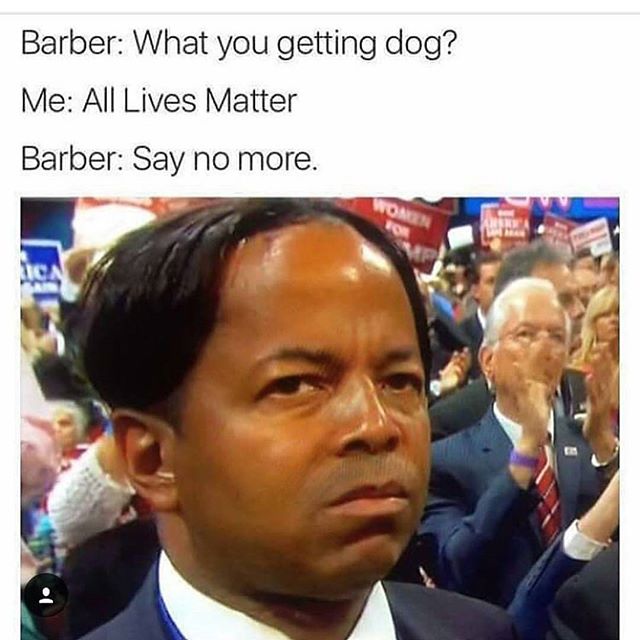 Barber: What you getting dog?
Me: All Lives Matter
Barber: Say no more.
WOMEN
FOR